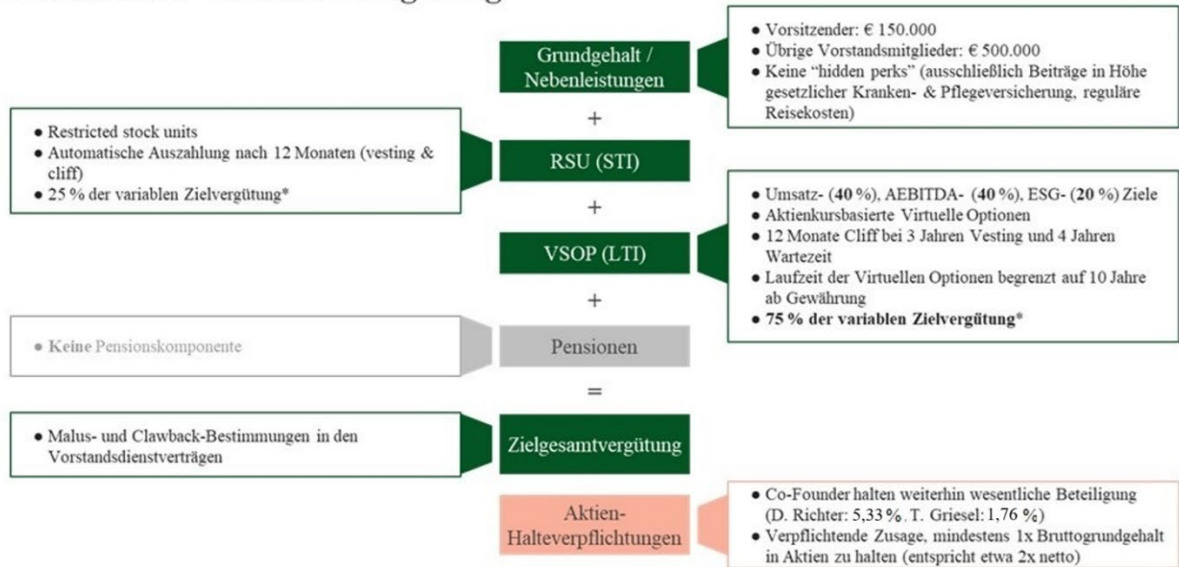 Grundgehalt /
Nebenleistungen
● Vorsitzender: € 150.000
● Übrige Vorstandsmitglieder: € 500.000
● Keine “hidden perks” (ausschließlich Beiträge in Höhe
gesetzlicher Kranken- & Pflegeversicherung, reguläre
Reisekosten)
+
● Restricted stock units
● Automatische Auszahlung nach 12 Monaten (vesting &
cliff)
● 25 % der variablen Zielvergütung*
RSU (STI)
+
VSOP (LTI)
● Umsatz- (40 %), AEBITDA- (40 %), ESG- (20 %) Ziele
● Aktienkursbasierte Virtuelle Optionen
● 12 Monate Cliff bei 3 Jahren Vesting und 4 Jahren
Wartezeit
● Laufzeit der Virtuellen Optionen begrenzt auf 10 Jahre
ab Gewährung
● 75 % der variablen Zielvergütung*
+
● Keine Pensionskomponente
Pensionen
=
● Malus- und Clawback-Bestimmungen in den
Vorstandsdienstverträgen
Zielgesamtvergütung
Aktien-
Halteverpflichtungen
● Co-Founder halten weiterhin wesentliche Beteiligung
(D. Richter: 5,33 %. T. Griesel: 1,76 %)
● Verpflichtende Zusage, mindestens 1x Bruttogrundgehalt
in Aktien zu halten (entspricht etwa 2x netto)